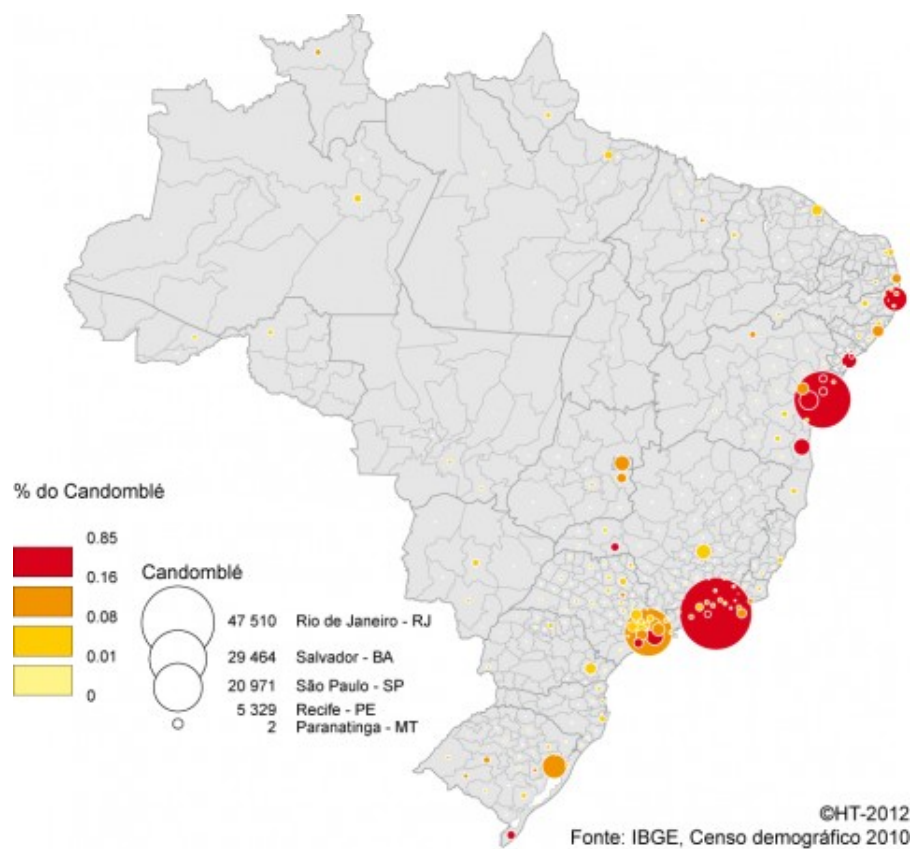 % do Candomblé
0.85
0.16
0.08
0.01
0
Candomblé
47 510 Rio de Janeiro - RJ
29 464 Salvador - BA
20 971 São Paulo - SP
5 329 Recife - PE
2 Paranatinga - MT
©HT-2012
Fonte: IBGE, Censo demográfico 2010